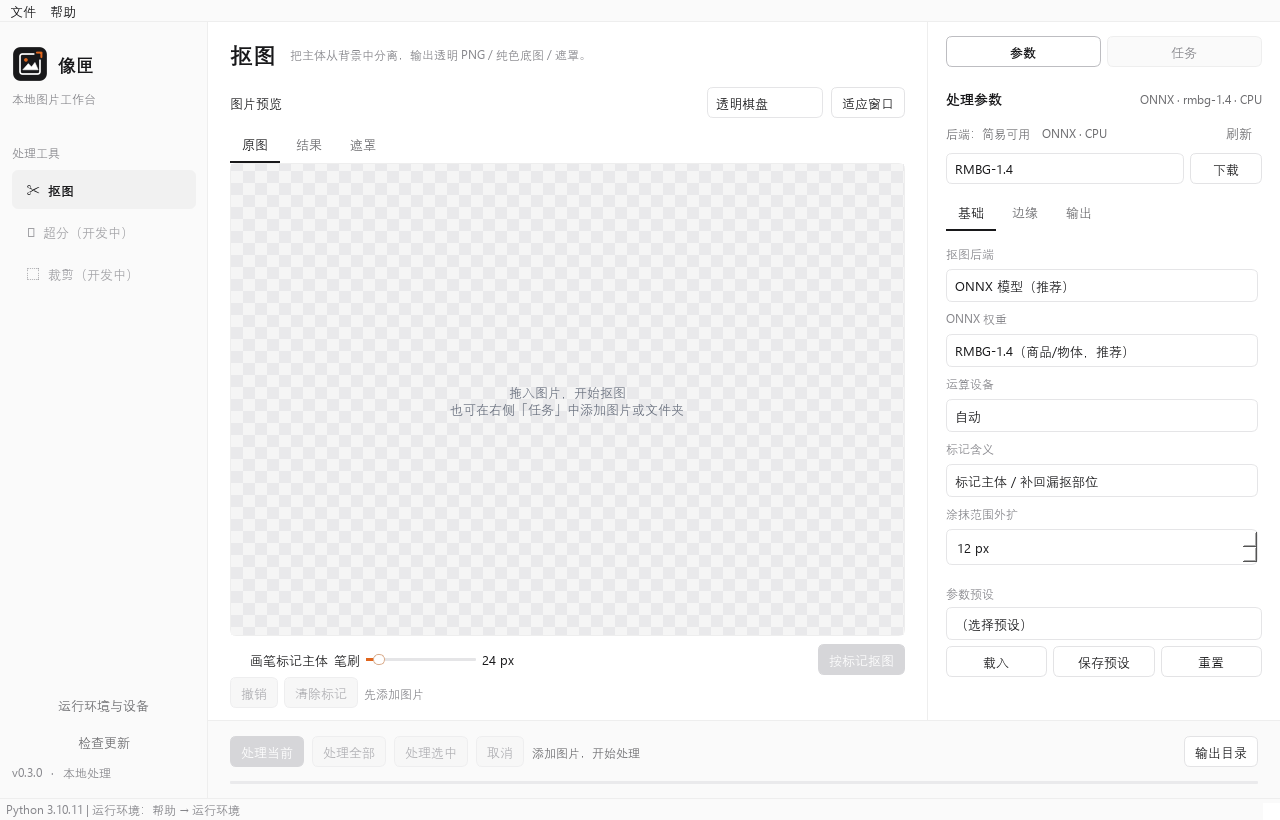 文件 帮助
像匣
本地图片工作台
处理工具
抠图
超分（开发中）
裁剪（开发中）
运行环境与设备
检查更新
v0.3.0 · 本地处理
抠图 把主体从背景中分离，输出透明 PNG / 纯色底图 / 遮罩。
图片预览 透明棋盘 适应窗口
原图 结果 遮罩
拖入图片，开始抠图
也可在右侧「任务」中添加图片或文件夹
画笔标记主体 笔刷 24 px 按标记抠图
撤销 清除标记 先添加图片
参数 任务
处理参数 ONNX · rmbg-1.4 · CPU
后端：简易可用 ONNX · CPU 刷新
RMBG-1.4 下载
基础 边缘 输出
抠图后端
ONNX 模型（推荐）
ONNX 权重
RMBG-1.4（商品/物体，推荐）
运算设备
自动
标记含义
标记主体 / 补回漏抠部位
涂抹范围外扩
12 px
参数预设
（选择预设）
载入 保存预设 重置
处理当前 处理全部 处理选中 取消 添加图片，开始处理 输出目录
Python 3.10.11 | 运行环境：帮助 → 运行环境